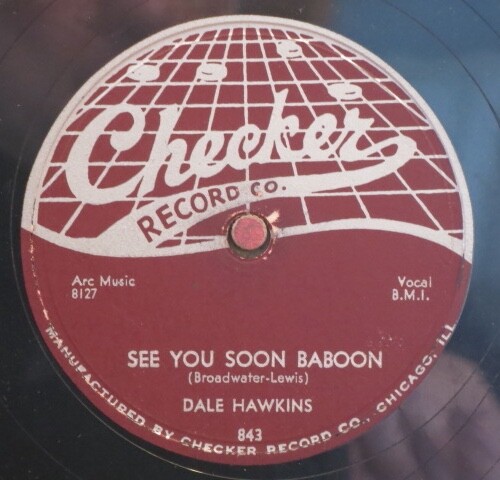 Checker
RECORD CO.
Arc Music
8127
Vocal
B.M.I.
SEE YOU SOON BABOON
(Broadwater-Lewis)
DALE HAWKINS
843
MANUFACTURED BY CHECKER RECORD CO., CHICAGO, ILL